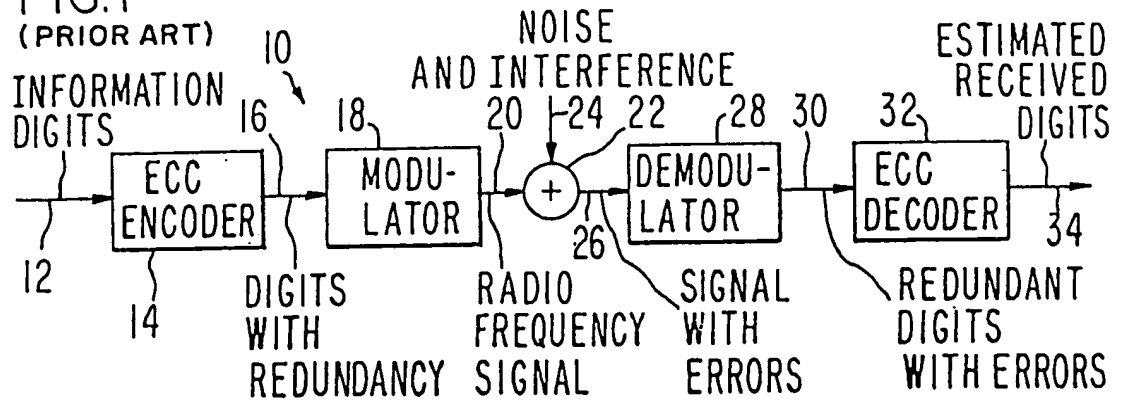 FIG.1
(PRIOR ART)
10
INFORMATION
DIGITS
12
ECC
ENCODER
14
16
DIGITS
WITH
REDUNDANCY
18
MODU-
LATOR
20
RADIO
FREQUENCY
SIGNAL
NOISE
AND INTERFERENCE
24
22
+
26
SIGNAL
WITH
ERRORS
28
DEMODU-
LATOR
30
REDUNDANT
DIGITS
WITH ERRORS
32
ECC
DECODER
ESTIMATED
RECEIVED
DIGITS
34